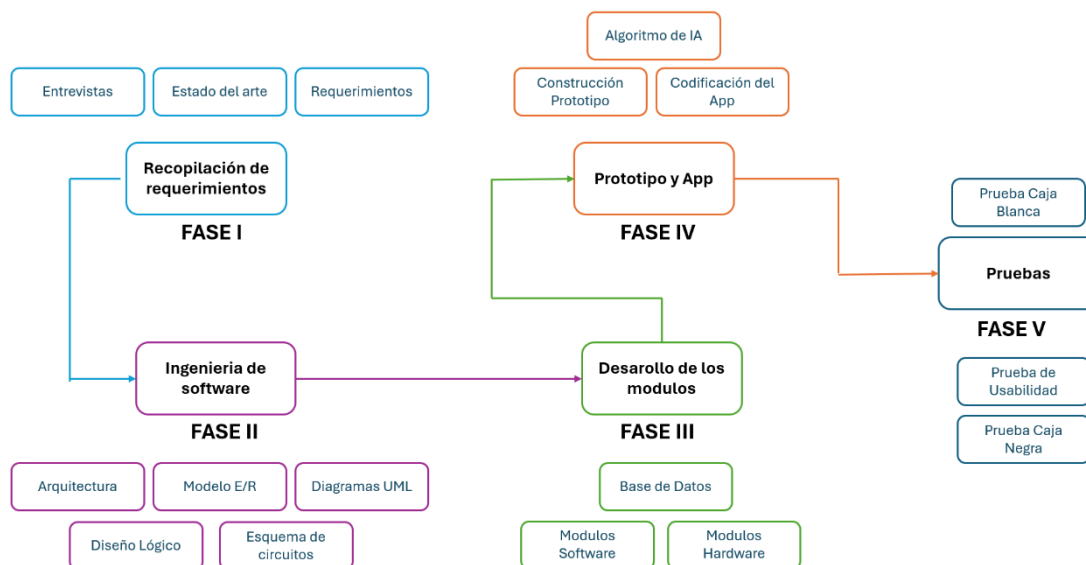 Algoritmo de IA
Entrevistas
Estado del arte
Requerimientos
Construcción
Prototipo
Codificación del
App
Recopilación de
requerimientos
FASE I
Prototipo y App
FASE IV
Prueba Caja
Blanca
Pruebas
FASE V
Ingenieria de
software
FASE II
Desarollo de los
modulos
FASE III
Prueba de
Usabilidad
Prueba Caja
Negra
Arquitectura
Modelo E/R
Diagramas UML
Diseño Lógico
Esquema de
circuitos
Base de Datos
Modulos
Software
Modulos
Hardware